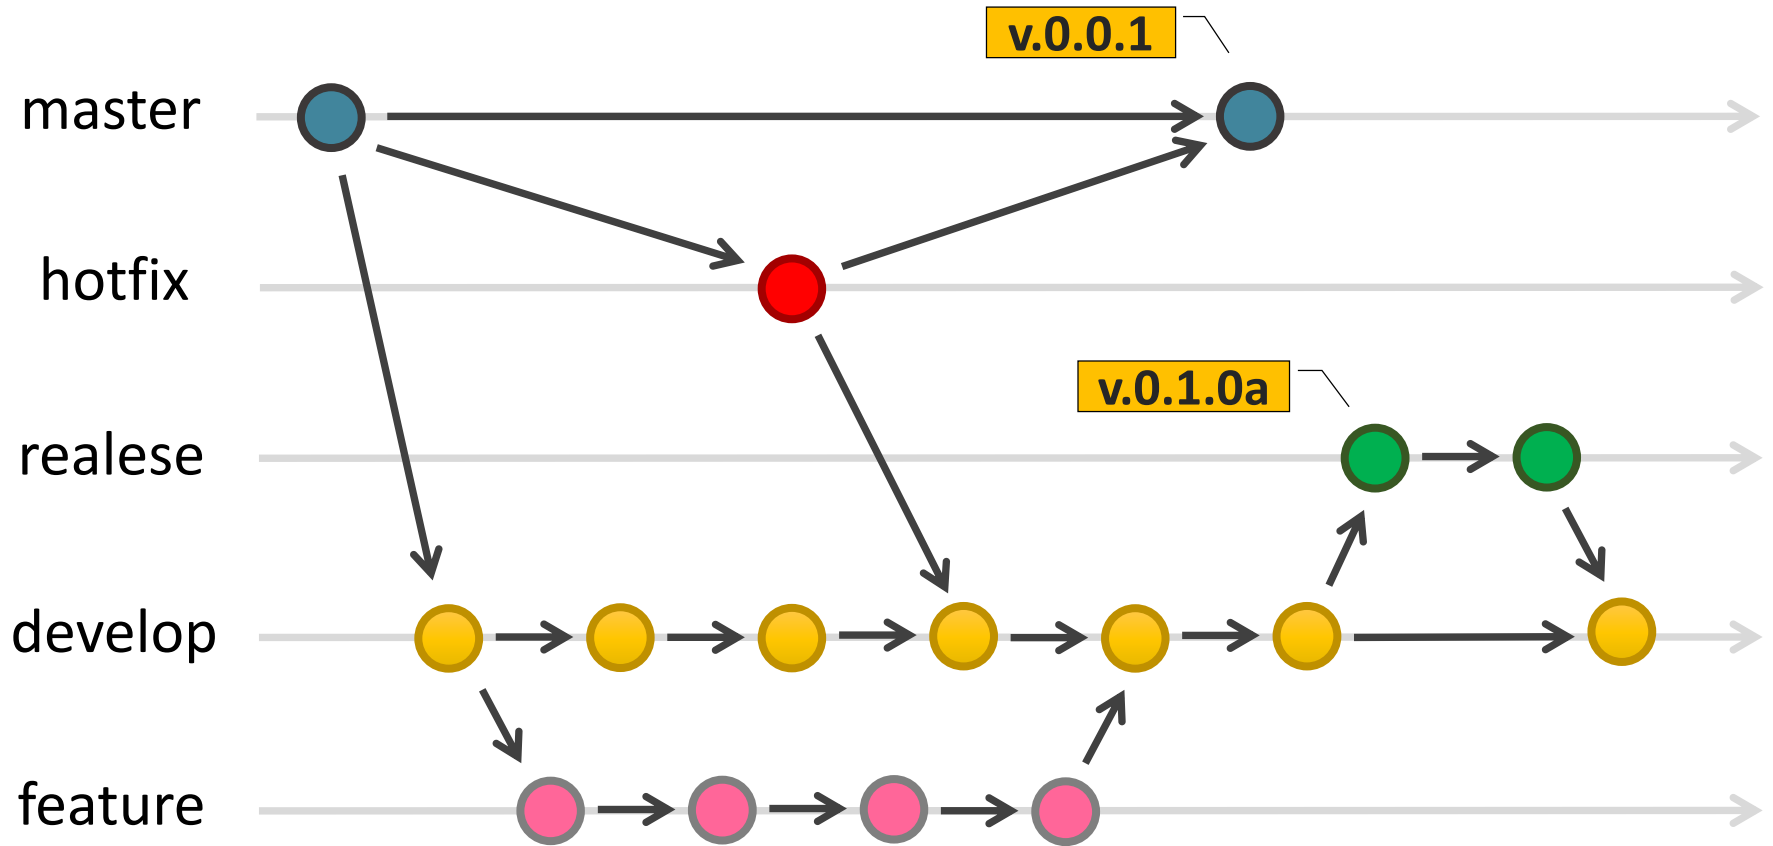 v.0.0.1
master
hotfix
v.0.1.0a
realese
develop
feature